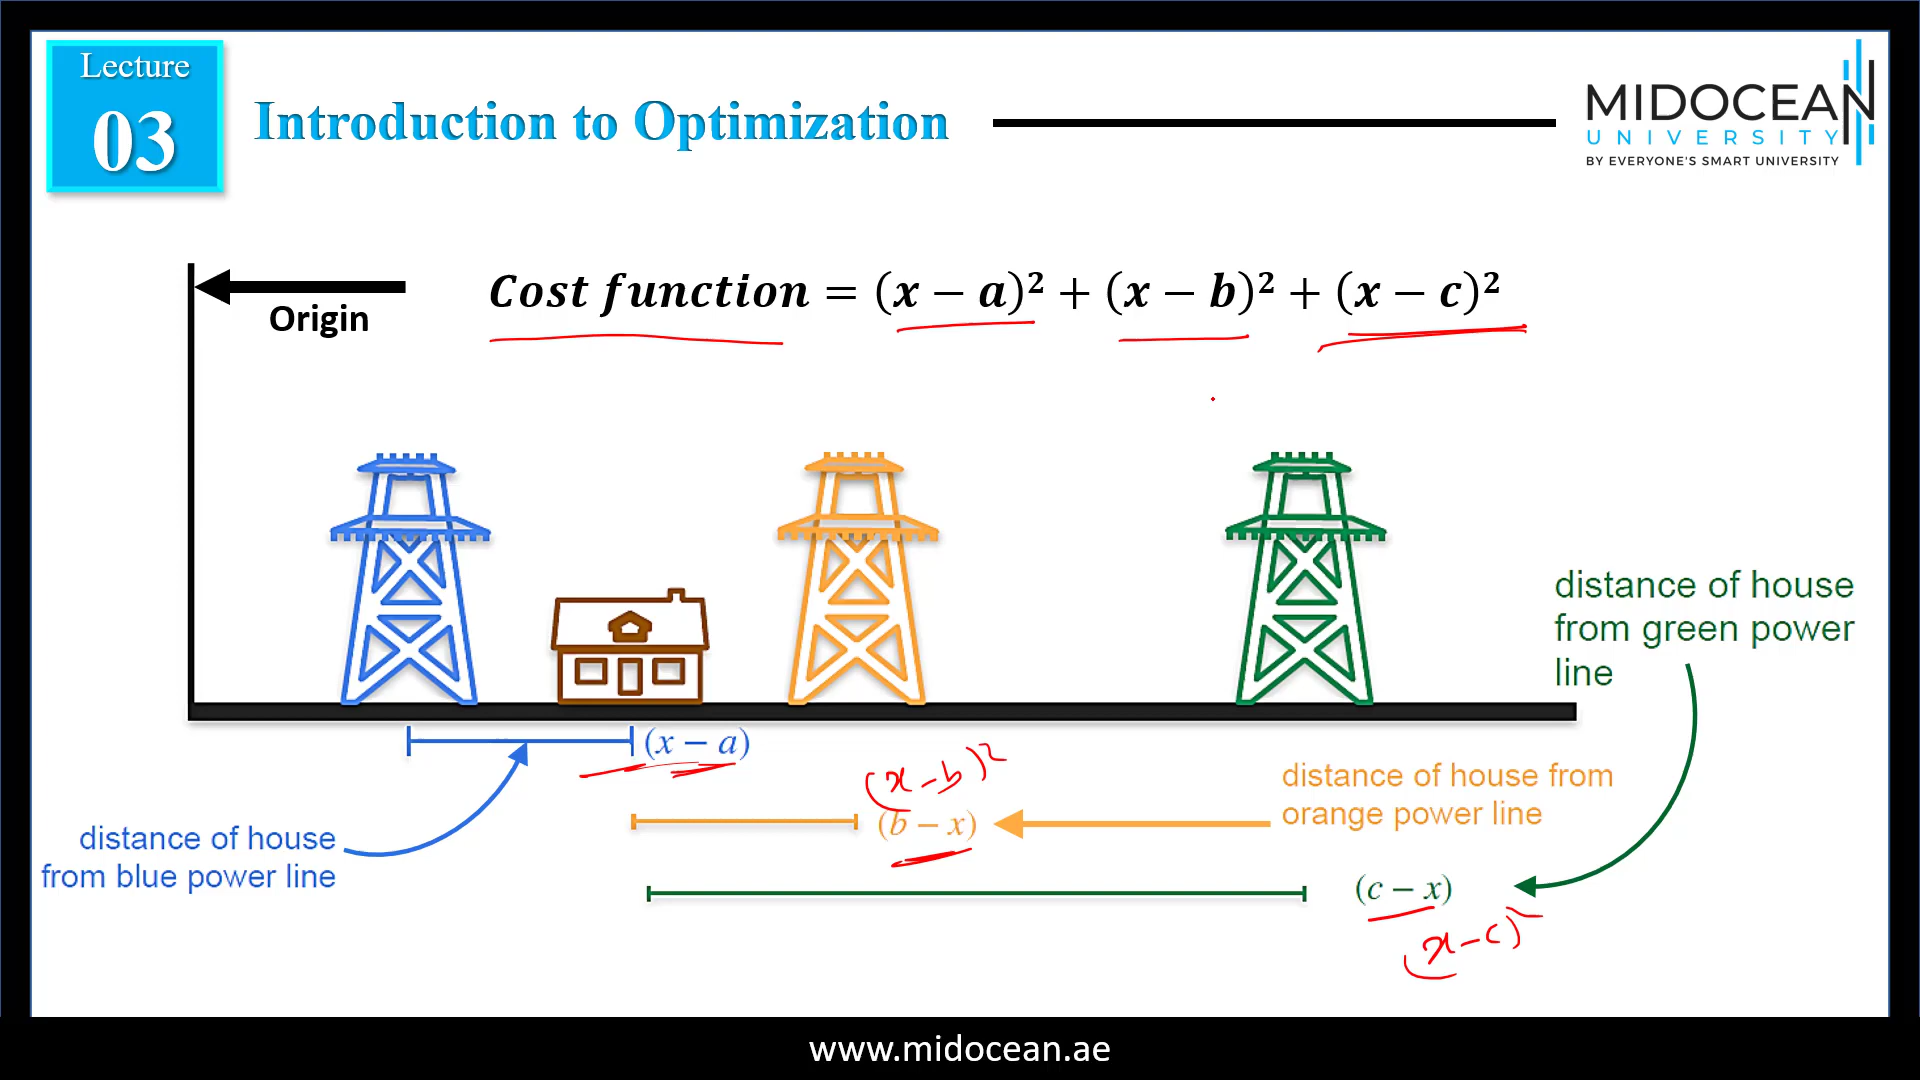 Lecture
03
Introduction to Optimization
MIDOCEAN
UNIVERSITY
BY EVERYONE'S SMART UNIVERSITY
Origin
Cost function = (x − a)² + (x − b)² + (x − c)²
distance of house
from green power
line
(x − a)
(x − b)²
(b − x)
distance of house from
orange power line
distance of house
from blue power line
(c − x)
(x − c)²
www.midocean.ae